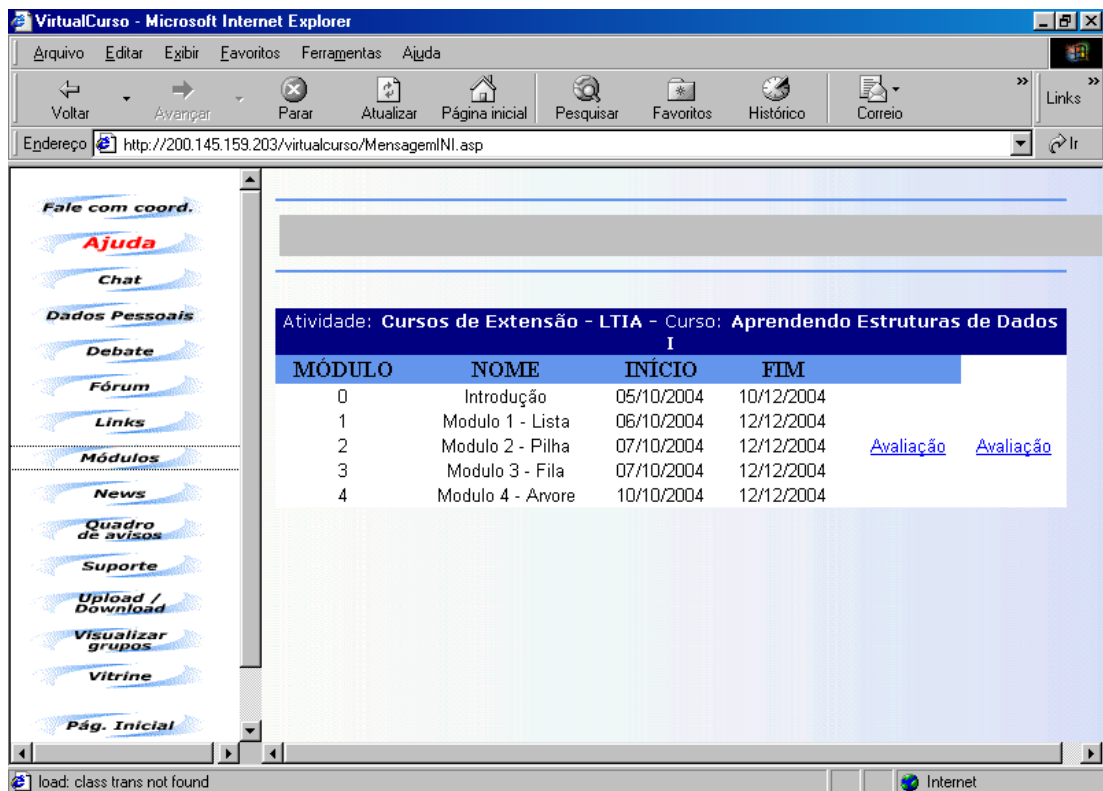 VirtualCurso - Microsoft Internet Explorer
Arquivo Editar Exibir Favoritos Ferramentas Ajuda
Voltar Avançar Parar Atualizar Página inicial Pesquisar Favoritos Histórico Correio » Links »
Endereço http://200.145.159.203/virtualcurso/MensagemINI.asp Ir
Fale com coord.
Ajuda
Chat
Dados Pessoais
Debate
Fórum
Links
Módulos
News
Quadro
de avisos
Suporte
Upload /
Download
Visualizar
grupos
Vitrine
Pág. Inicial
Atividade: Cursos de Extensão - LTIA - Curso: Aprendendo Estruturas de Dados
I
MÓDULO NOME INÍCIO FIM
0 Introdução 05/10/2004 10/12/2004
1 Modulo 1 - Lista 06/10/2004 12/12/2004
2 Modulo 2 - Pilha 07/10/2004 12/12/2004 Avaliação Avaliação
3 Modulo 3 - Fila 07/10/2004 12/12/2004
4 Modulo 4 - Arvore 10/10/2004 12/12/2004
load: class trans not found Internet